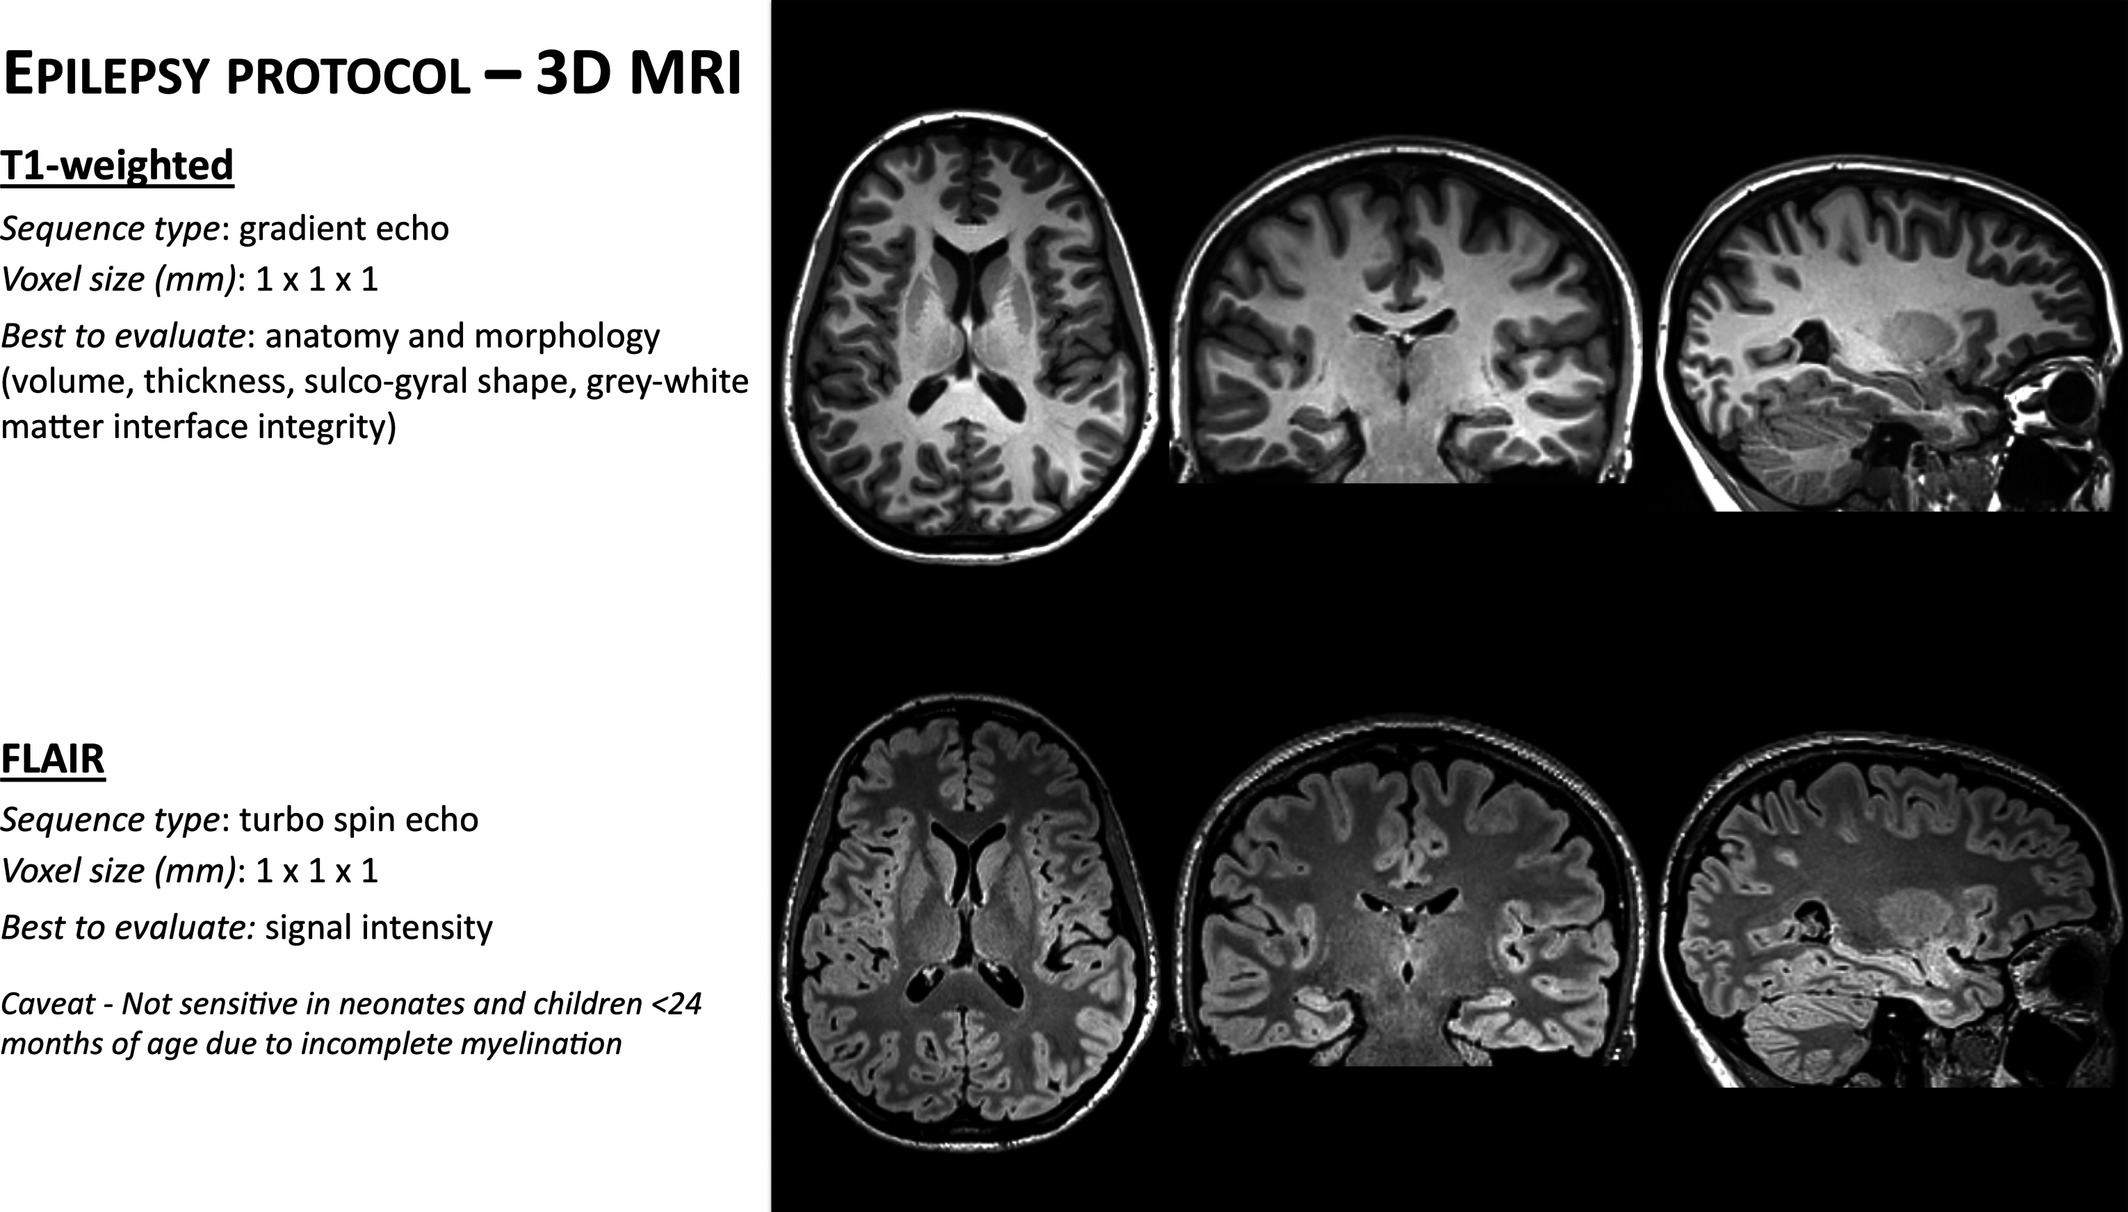 EPILEPSY PROTOCOL – 3D MRI
T1-weighted
Sequence type: gradient echo
Voxel size (mm): 1 x 1 x 1
Best to evaluate: anatomy and morphology
(volume, thickness, sulco-gyral shape, grey-white
matter interface integrity)
FLAIR
Sequence type: turbo spin echo
Voxel size (mm): 1 x 1 x 1
Best to evaluate: signal intensity
Caveat - Not sensitive in neonates and children <24
months of age due to incomplete myelination